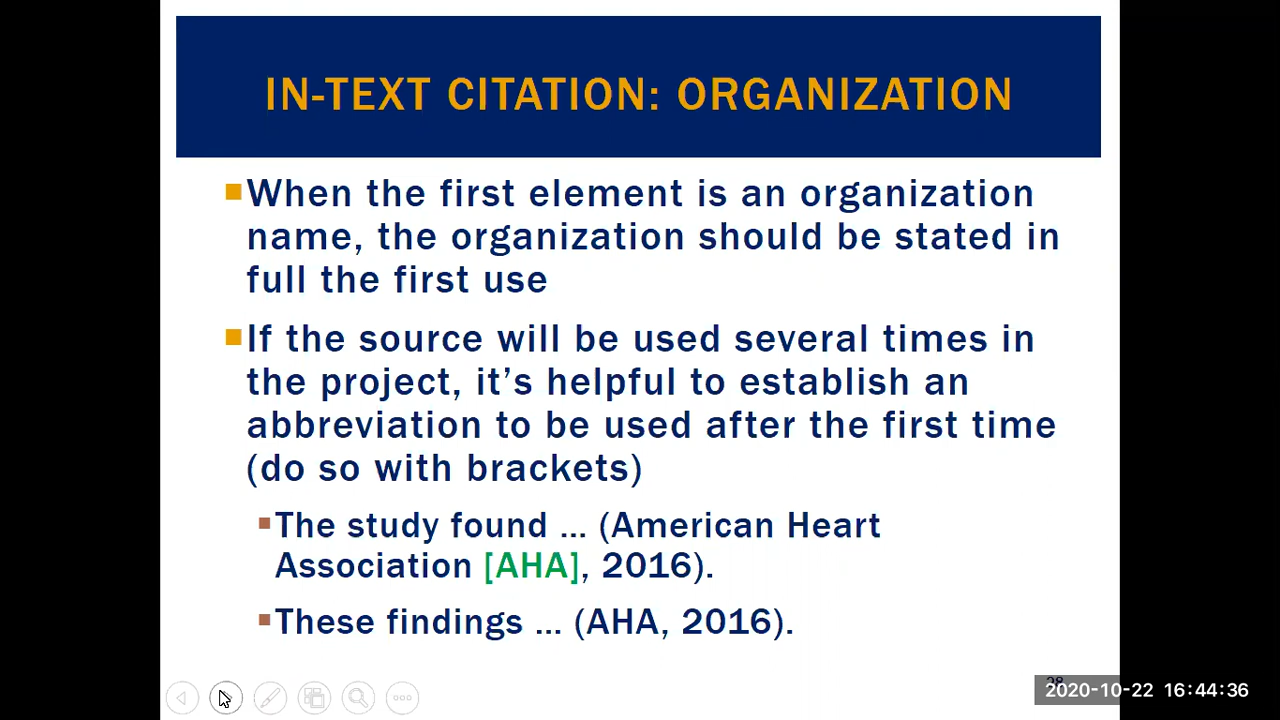 IN-TEXT CITATION: ORGANIZATION
When the first element is an organization
name, the organization should be stated in
full the first use
If the source will be used several times in
the project, it's helpful to establish an
abbreviation to be used after the first time
(do so with brackets)
The study found … (American Heart
Association [AHA], 2016).
These findings … (AHA, 2016).
2020-10-22 16:44:36